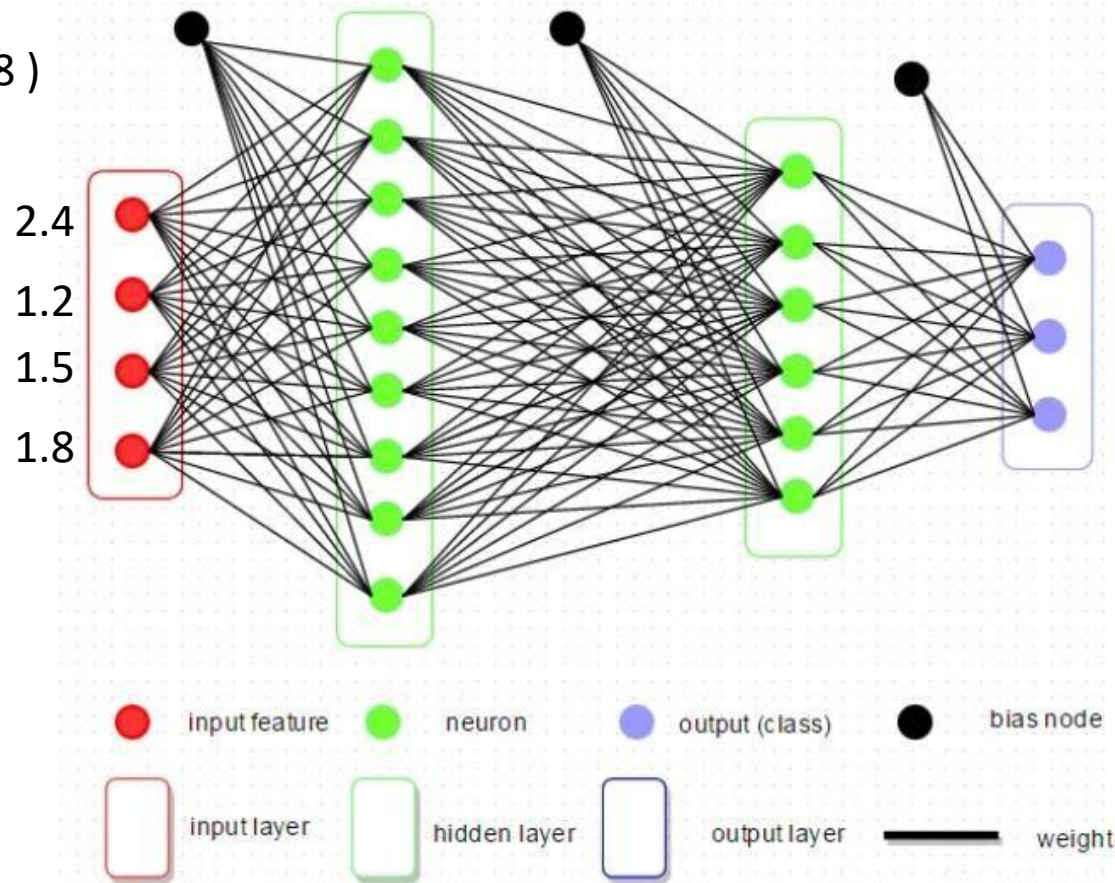 8 )
2.4
1.2
1.5
1.8
input feature
neuron
output (class)
bias node
input layer
hidden layer
output layer
weight